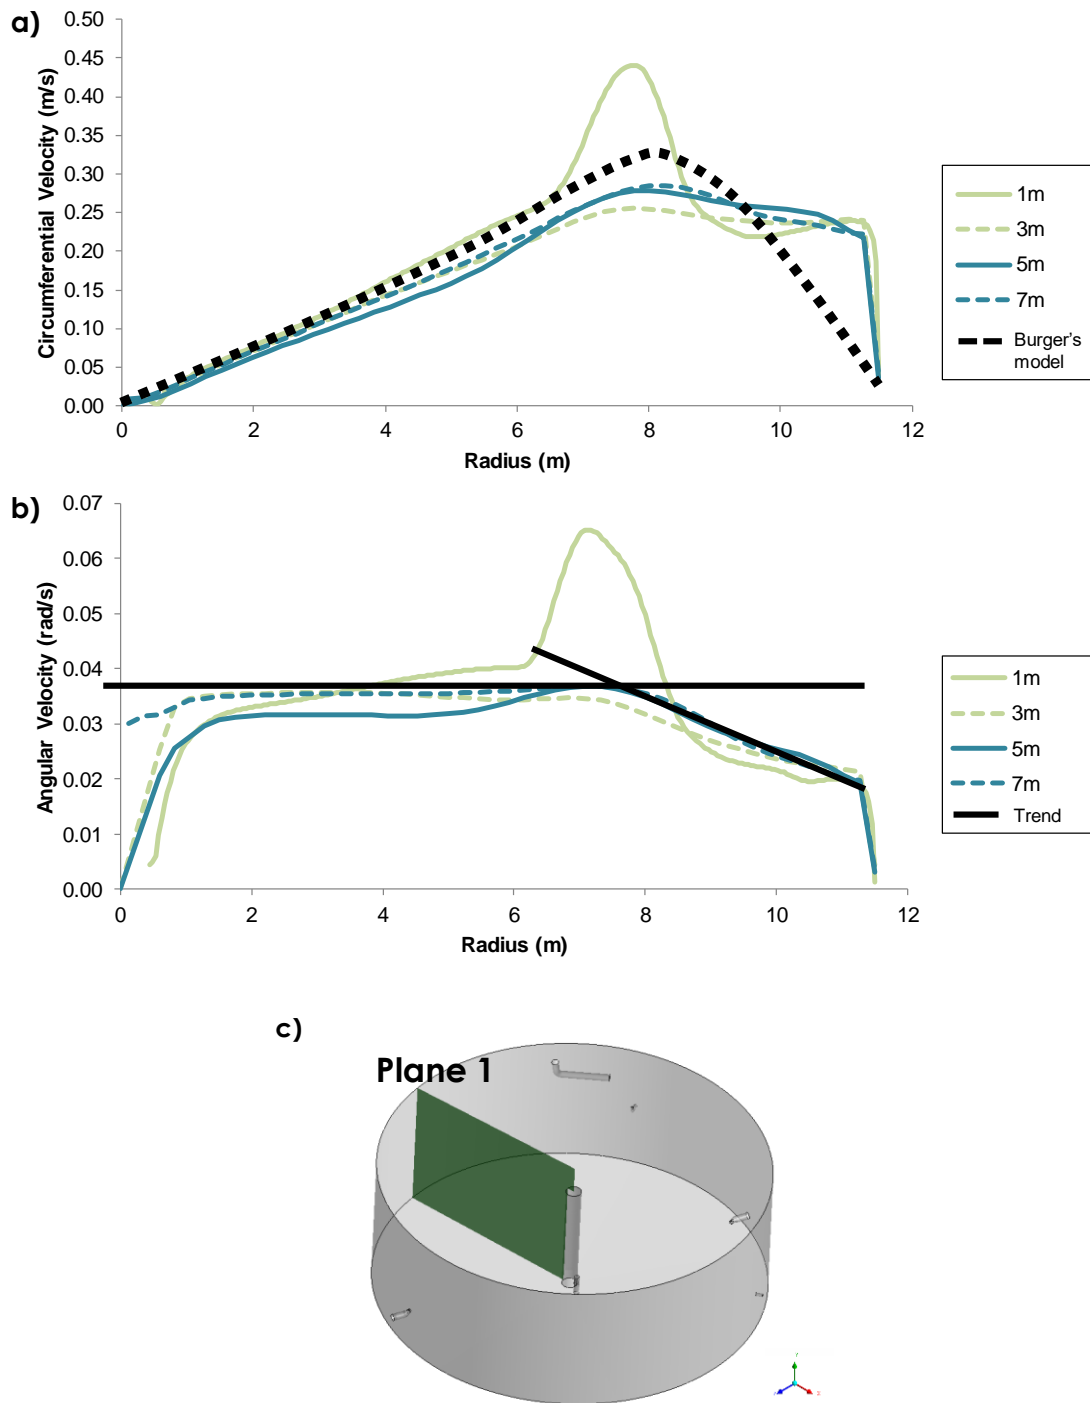 a)
0.50
0.45
0.40
0.35
0.30
0.25
0.20
0.15
0.10
0.05
0.00
Circumferential Velocity (m/s)
0 2 4 6 8 10 12
Radius (m)
1m
3m
5m
7m
Burger's
model
b)
0.07
0.06
0.05
0.04
0.03
0.02
0.01
0.00
Angular Velocity (rad/s)
0 2 4 6 8 10 12
Radius (m)
1m
3m
5m
7m
Trend
c)
Plane 1